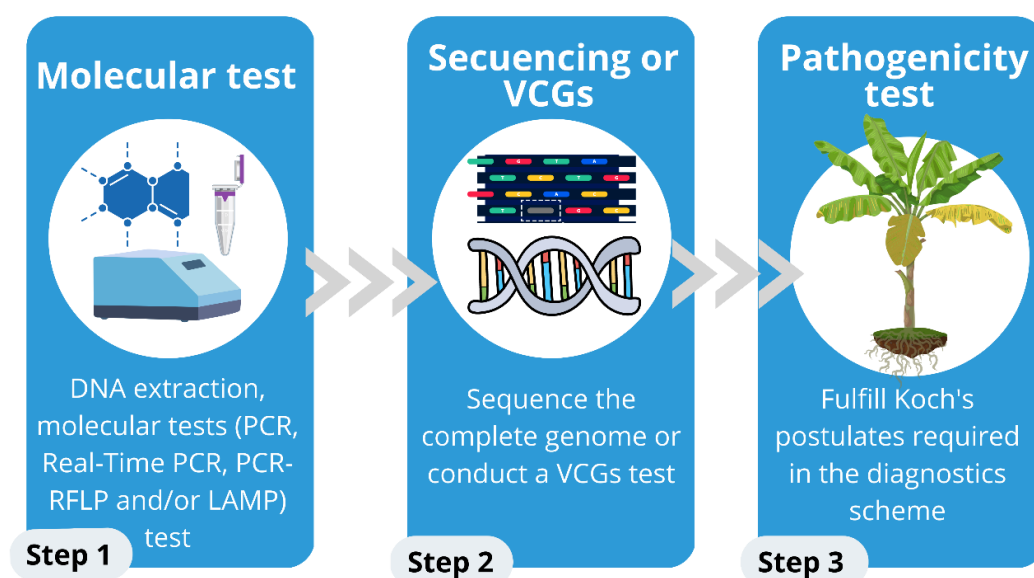 Molecular test
DNA extraction,
molecular tests (PCR,
Real-Time PCR, PCR-
RFLP and/or LAMP)
test
Step 1
Secuencing or
VCGs
T A
T C T G
G A C
T G
Sequence the
complete genome or
conduct a VCGs test
Step 2
Pathogenicity
test
Fulfill Koch's
postulates required
in the diagnostics
scheme
Step 3